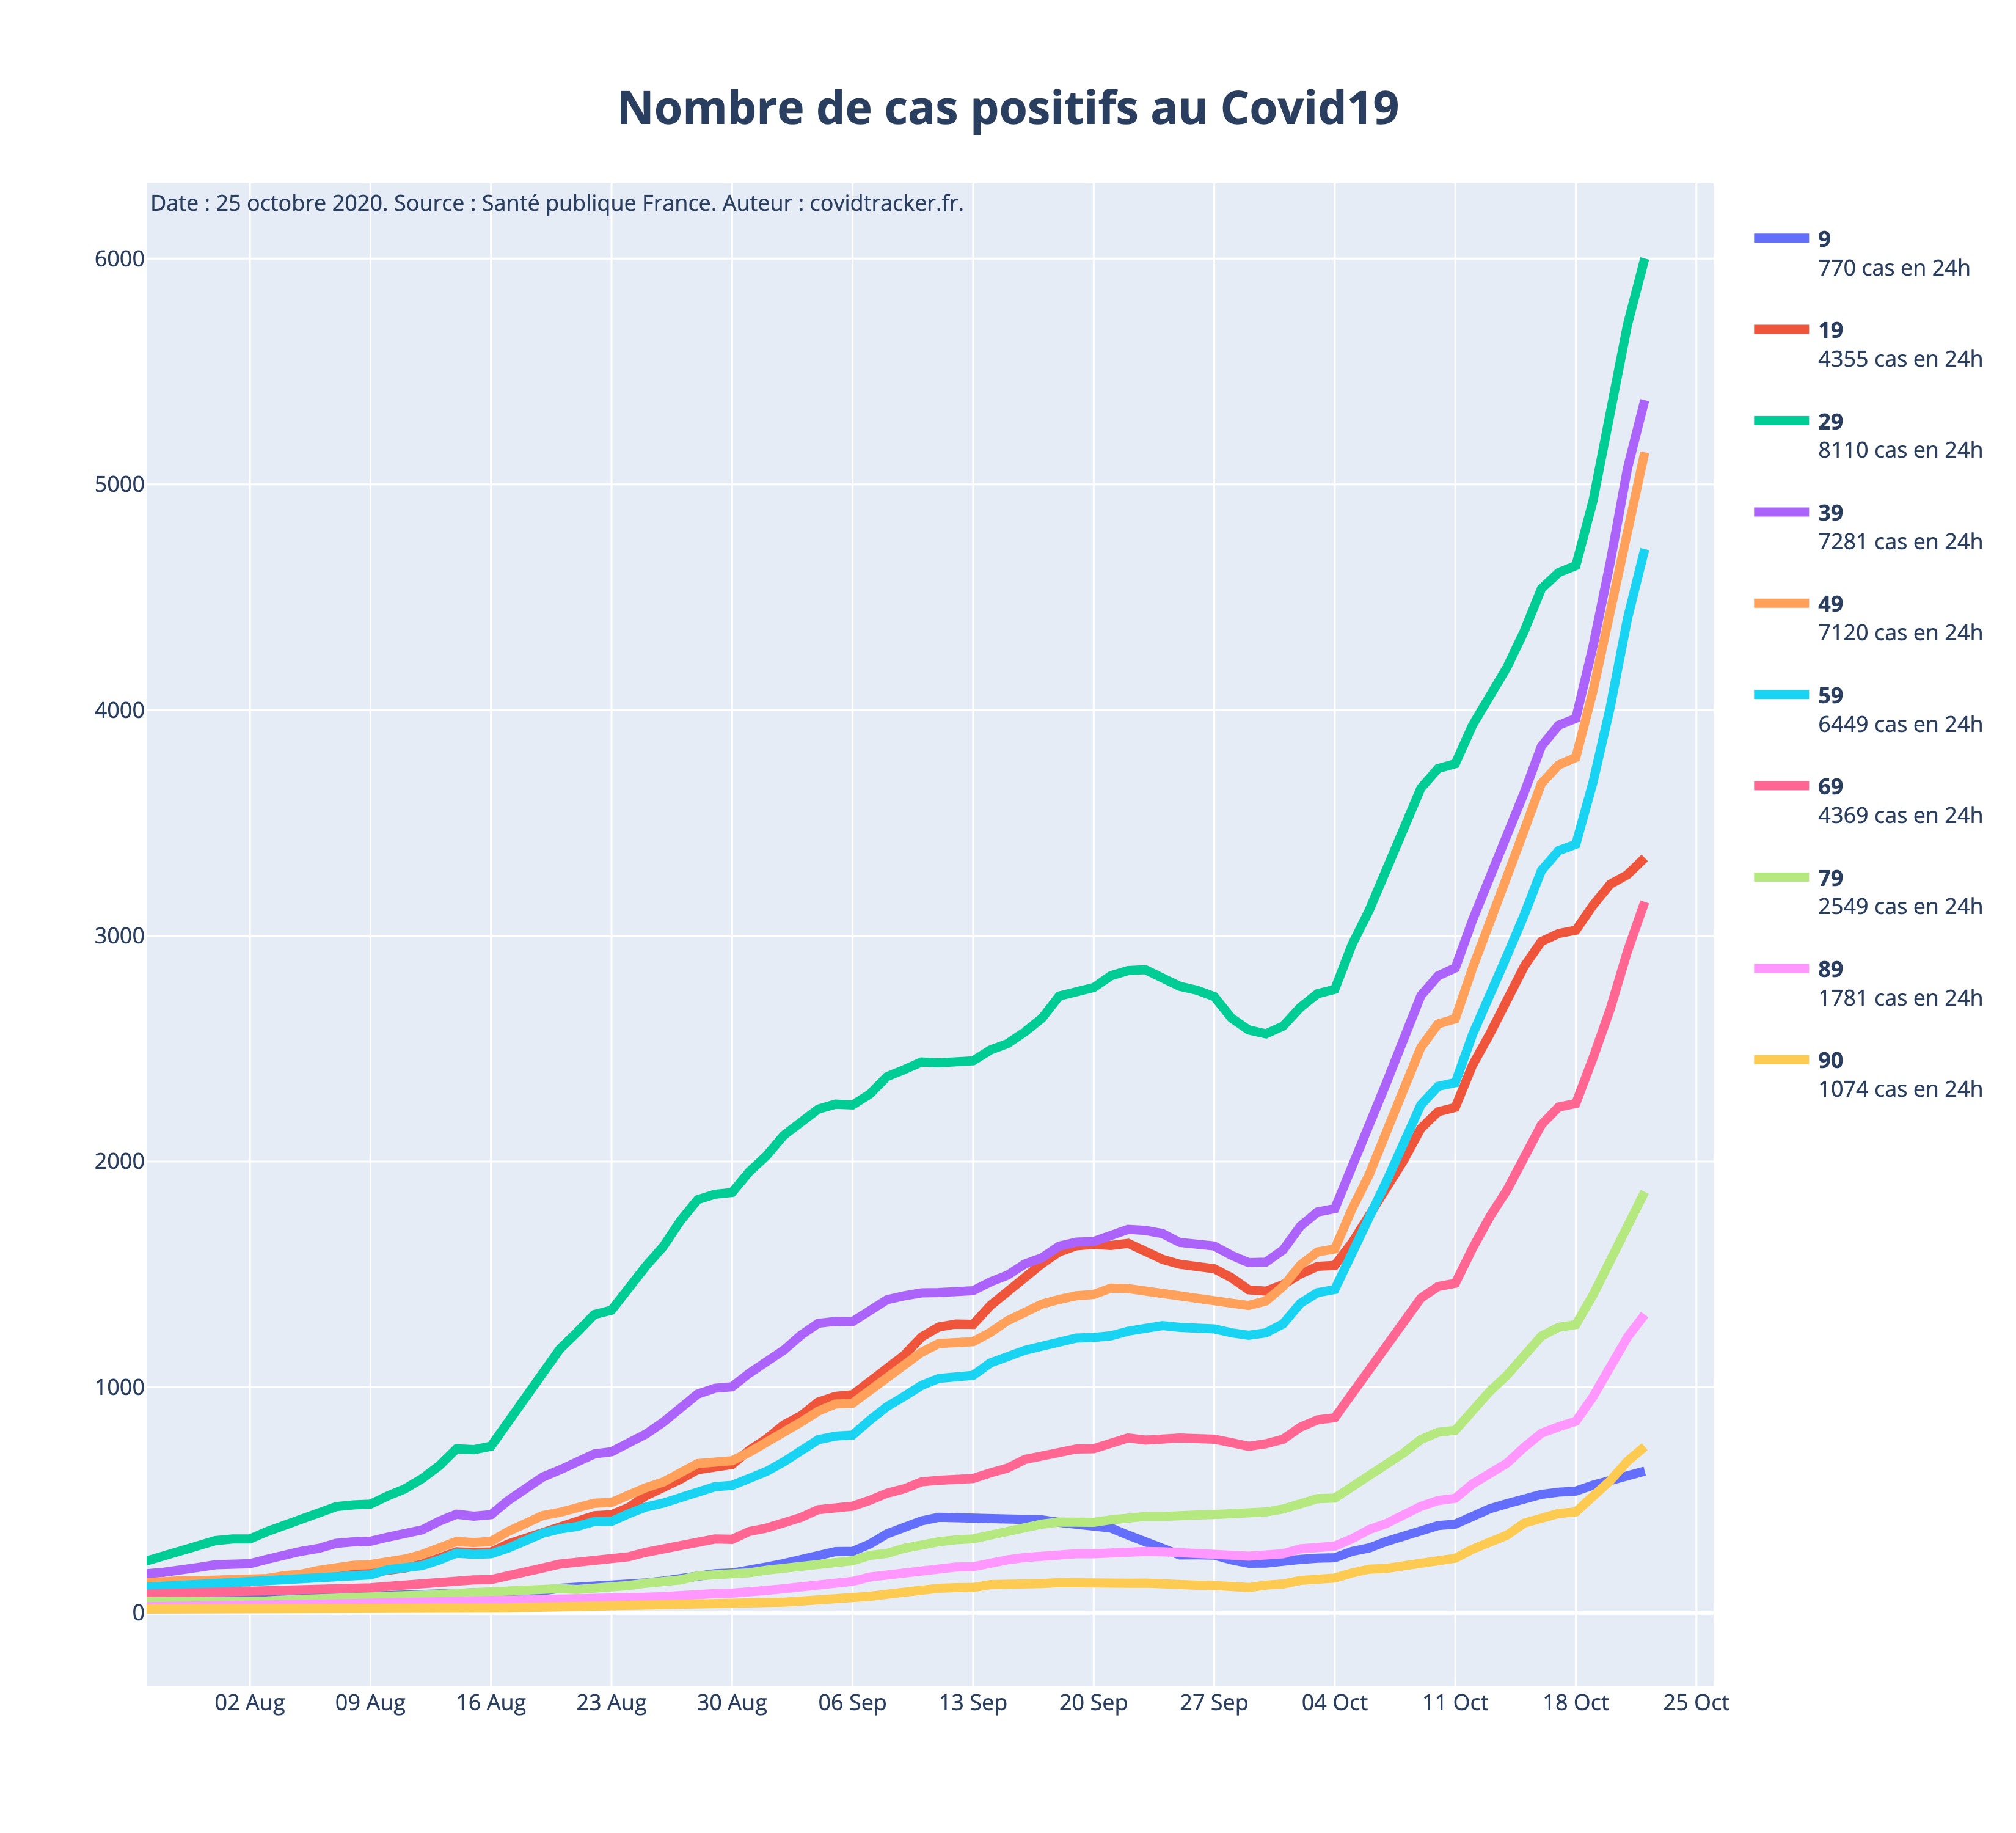 Nombre de cas positifs au Covid19
Date : 25 octobre 2020. Source : Santé publique France. Auteur : covidtracker.fr.
6000
5000
4000
3000
2000
1000
0
02 Aug
09 Aug
16 Aug
23 Aug
30 Aug
06 Sep
13 Sep
20 Sep
27 Sep
04 Oct
11 Oct
18 Oct
25 Oct
9
770 cas en 24h
19
4355 cas en 24h
29
8110 cas en 24h
39
7281 cas en 24h
49
7120 cas en 24h
59
6449 cas en 24h
69
4369 cas en 24h
79
2549 cas en 24h
89
1781 cas en 24h
90
1074 cas en 24h